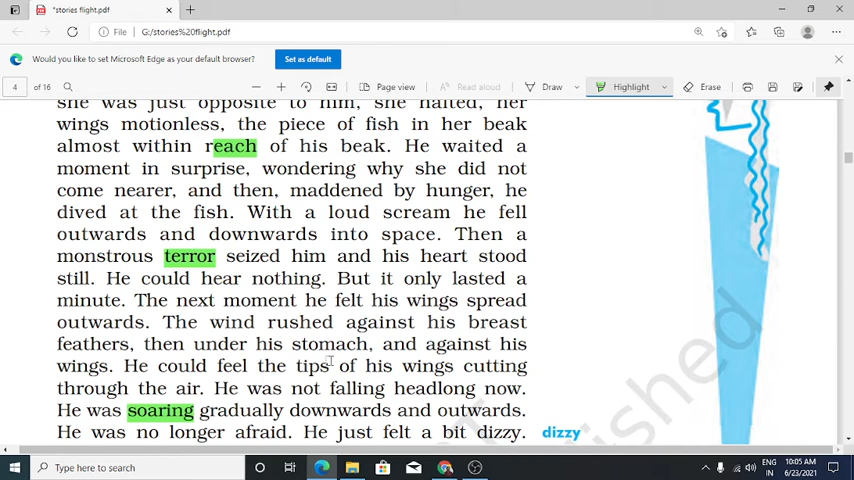 *stories flight.pdf
File | G:/stories%20flight.pdf
Would you like to set Microsoft Edge as your default browser? Set as default
4 of 16 Page view Read aloud Draw Highlight Erase
she was just opposite to him, she halted, her
wings motionless, the piece of fish in her beak
almost within reach of his beak. He waited a
moment in surprise, wondering why she did not
come nearer, and then, maddened by hunger, he
dived at the fish. With a loud scream he fell
outwards and downwards into space. Then a
monstrous terror seized him and his heart stood
still. He could hear nothing. But it only lasted a
minute. The next moment he felt his wings spread
outwards. The wind rushed against his breast
feathers, then under his stomach, and against his
wings. He could feel the tips of his wings cutting
through the air. He was not falling headlong now.
He was soaring gradually downwards and outwards.
He was no longer afraid. He just felt a bit dizzy. dizzy
Type here to search
ENG 10:05 AM
IN 6/23/2021